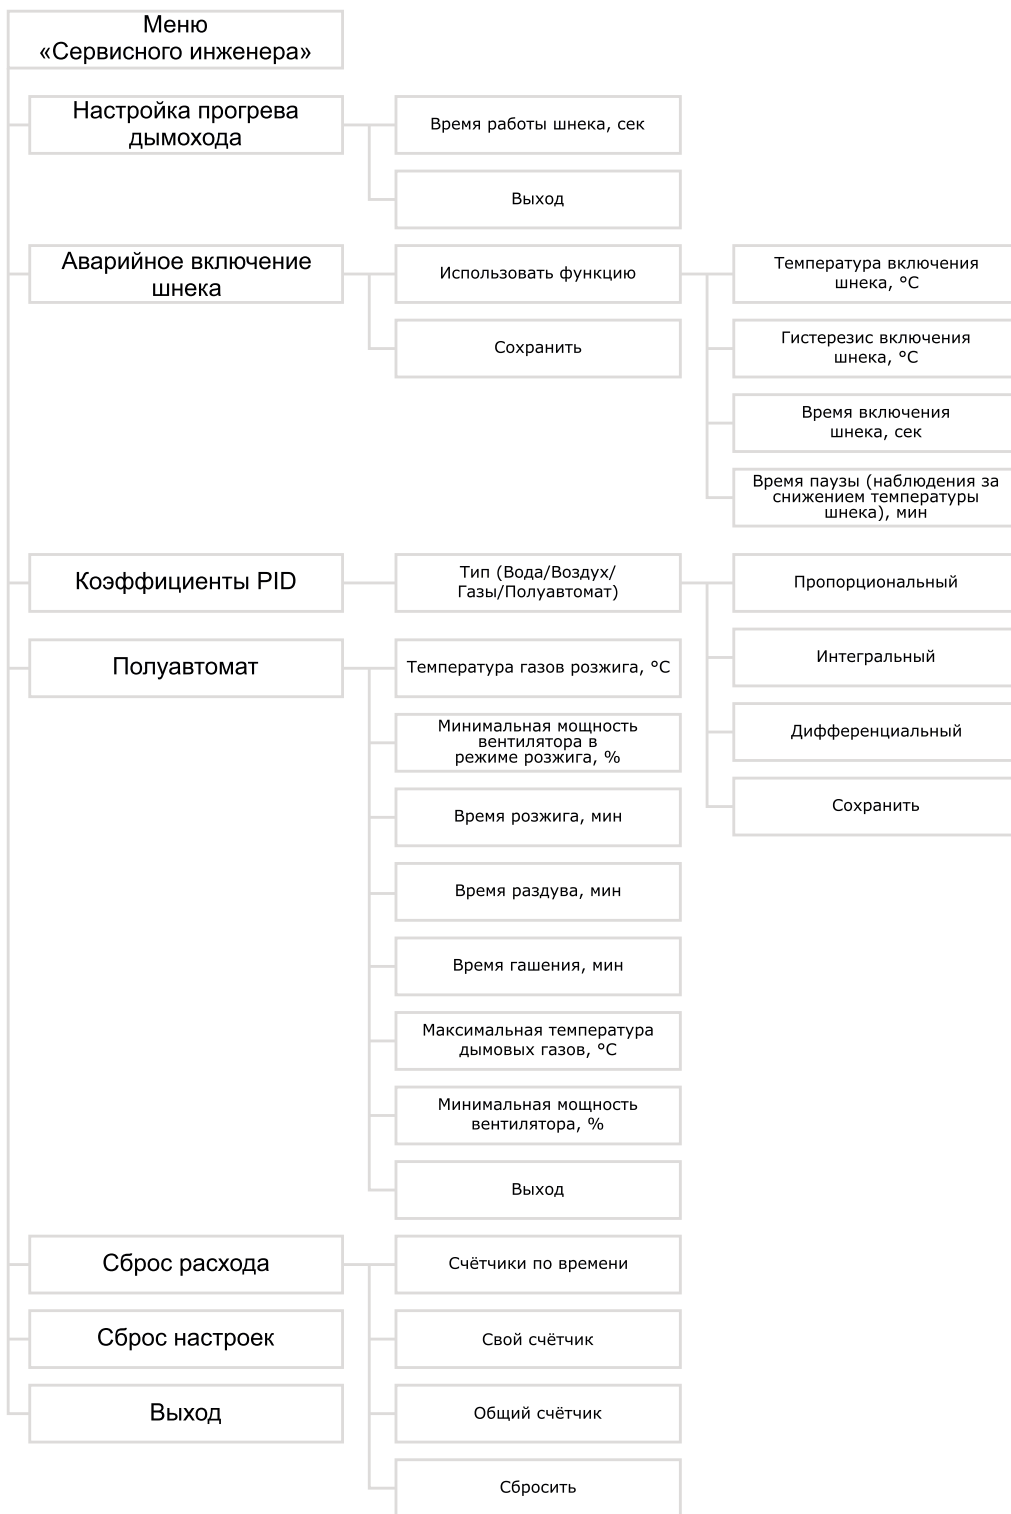 Меню
«Сервисного инженера»
Настройка прогрева
дымохода
Время работы шнека, сек
Выход
Аварийное включение
шнека
Использовать функцию
Температура включения
шнека, °С
Гистерезис включения
шнека, °С
Время включения
шнека, сек
Время паузы (наблюдения за
снижением температуры
шнека), мин
Сохранить
Коэффициенты PID
Тип (Вода/Воздух/
Газы/Полуавтомат)
Пропорциональный
Интегральный
Дифференциальный
Сохранить
Полуавтомат
Температура газов розжига, °С
Минимальная мощность
вентилятора в
режиме розжига, %
Время розжига, мин
Время раздува, мин
Время гашения, мин
Максимальная температура
дымовых газов, °С
Минимальная мощность
вентилятора, %
Выход
Сброс расхода
Счётчики по времени
Свой счётчик
Общий счётчик
Сбросить
Сброс настроек
Выход